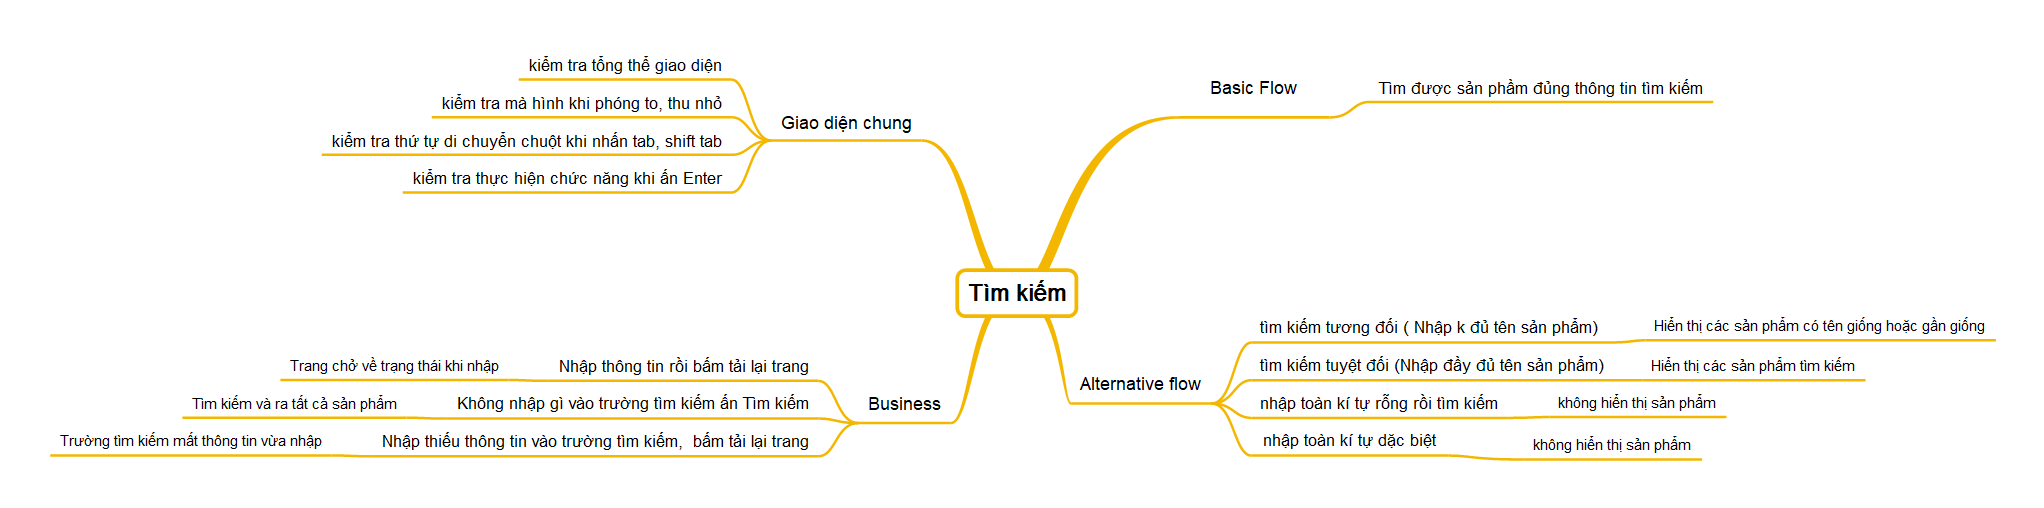 Tìm kiếm
Giao diện chung
kiểm tra tổng thể giao diện
kiểm tra mà hình khi phóng to, thu nhỏ
kiểm tra thứ tự di chuyển chuột khi nhấn tab, shift tab
kiểm tra thực hiện chức năng khi ấn Enter
Basic Flow
Tìm được sản phầm đủng thông tin tìm kiếm
Business
Nhập thông tin rồi bấm tải lại trang
Trang chở về trạng thái khi nhập
Không nhập gì vào trường tìm kiếm ấn Tìm kiếm
Tìm kiếm và ra tất cả sản phẩm
Nhập thiếu thông tin vào trường tìm kiếm, bấm tải lại trang
Trường tìm kiếm mất thông tin vừa nhập
Alternative flow
tìm kiếm tương đối ( Nhập k đủ tên sản phẩm)
Hiển thị các sản phẩm có tên giống hoặc gần giống
tìm kiếm tuyệt đối (Nhập đầy đủ tên sản phẩm)
Hiển thị các sản phẩm tìm kiếm
nhập toàn kí tự rỗng rồi tìm kiếm
không hiển thị sản phẩm
nhập toàn kí tự dặc biệt
không hiển thị sản phẩm